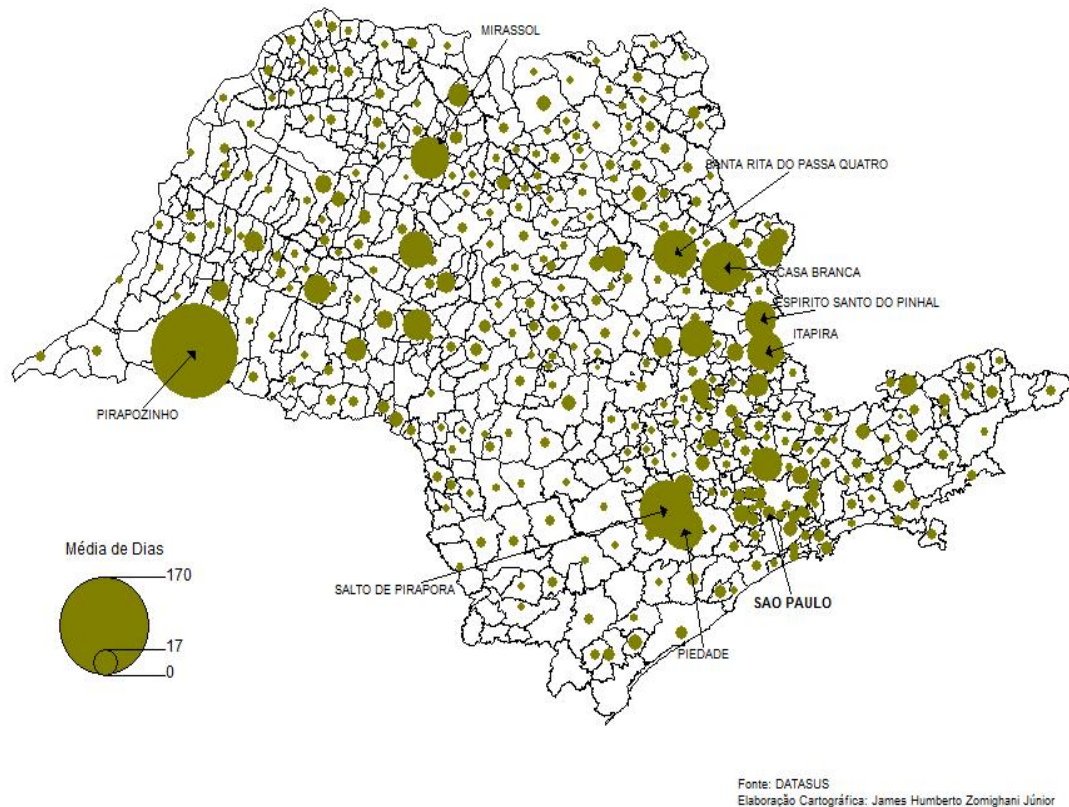 MIRASSOL
SANTA RITA DO PASSA QUATRO
CASA BRANCA
ESPIRITO SANTO DO PINHAL
ITAPIRA
PIRAPOZINHO
Média de Dias
170
17
0
SALTO DE PIRAPORA
SAO PAULO
PIEDADE
Fonte: DATASUS
Elaboração Cartográfica: James Humberto Zomighani Júnior